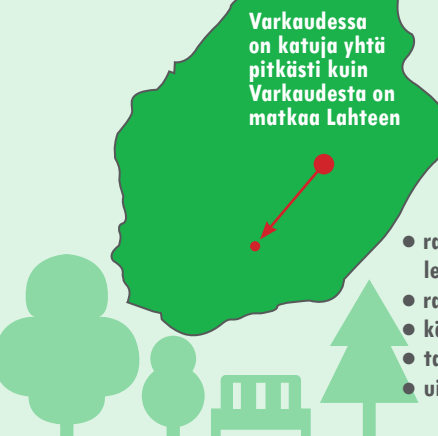 Varkaudessa
on katuja yhtä
pitkästi kuin
Varkaudesta on
matkaa Lahteen